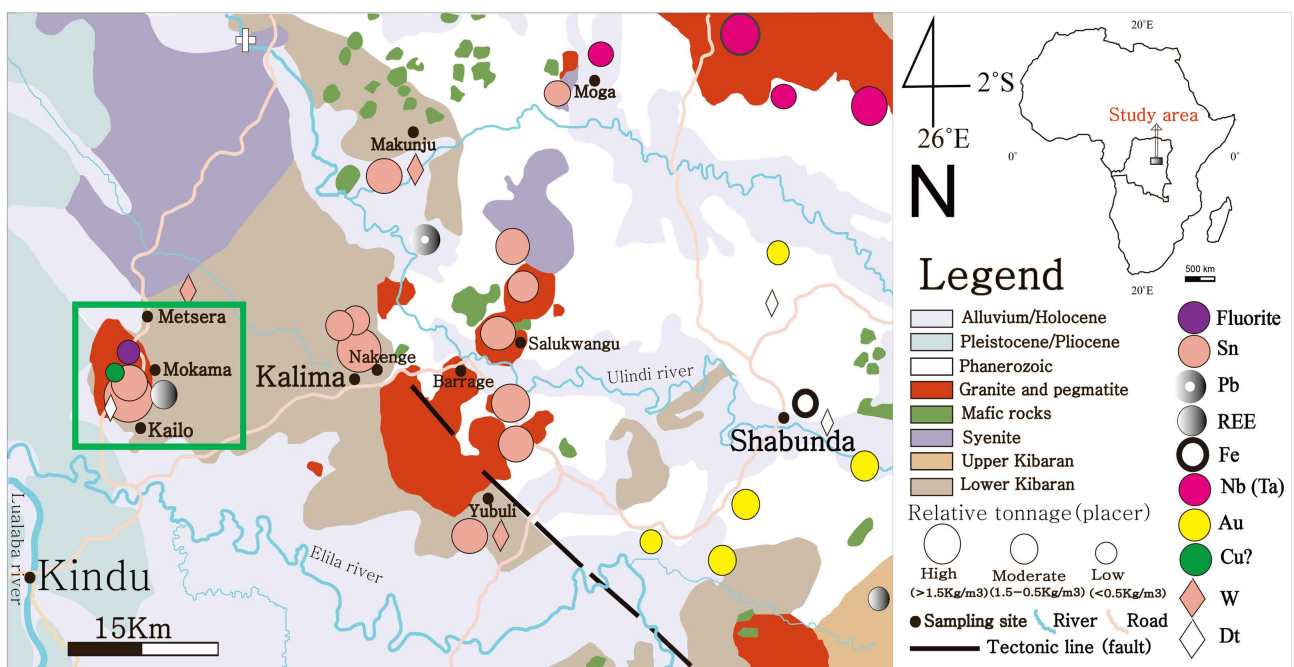 Moga
Makunju
Metsera
Mokama
Kailo
Nakenge
Kalima
Barrage
Salukwangu
Ulindi river
Shabunda
Yubuli
Elila river
Lualaba river
Kindu
15Km
2°S
26°E
N
20°E
Study area
0°
0°
20°E
500 km
Legend
Alluvium/Holocene
Pleistocene/Pliocene
Phanerozoic
Granite and pegmatite
Mafic rocks
Syenite
Upper Kibaran
Lower Kibaran
Relative tonnage(placer)
High
(>1.5Kg/m3)
Moderate
(1.5-0.5Kg/m3)
Low
(<0.5Kg/m3)
Sampling site
River
Road
Tectonic line (fault)
Fluorite
Sn
Pb
REE
Fe
Nb (Ta)
Au
Cu?
W
Dt